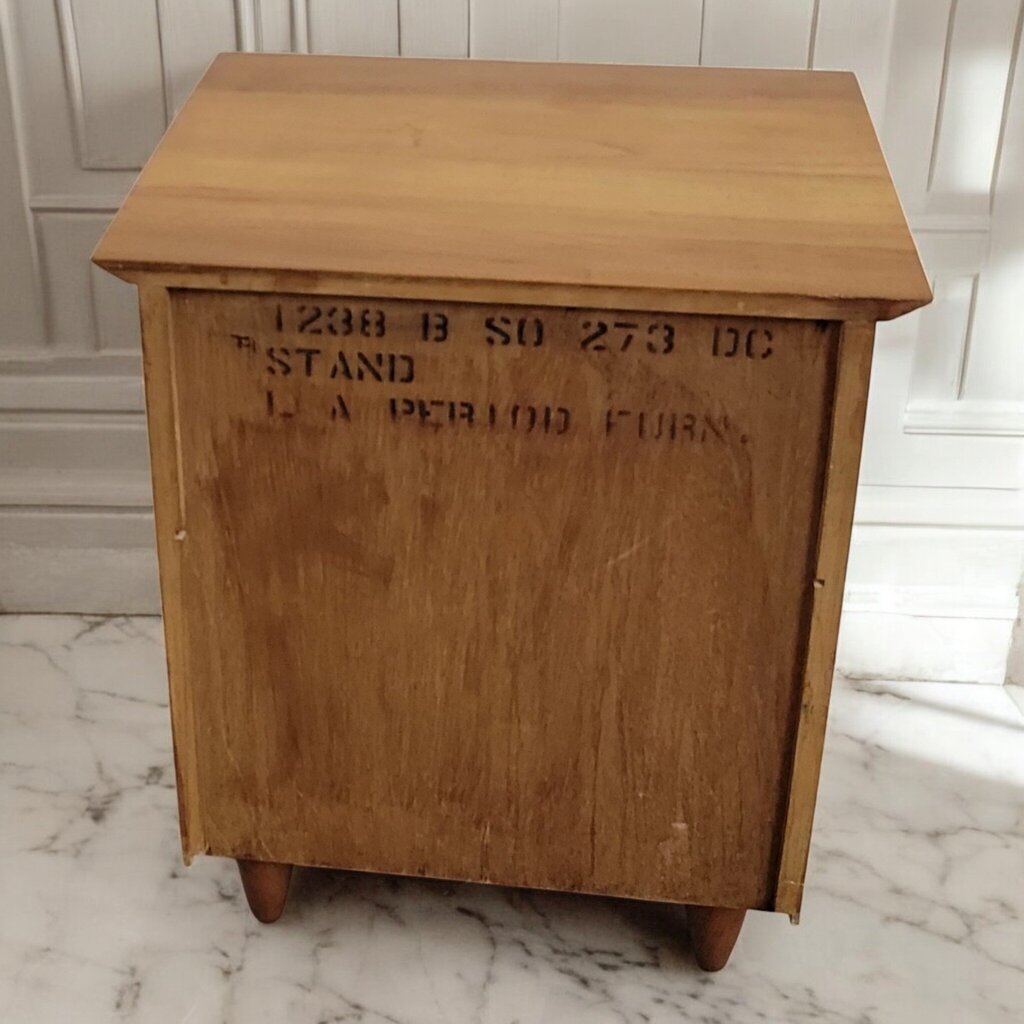 1238 B SO 273 DC
STAND
L A PERIOD FURN.